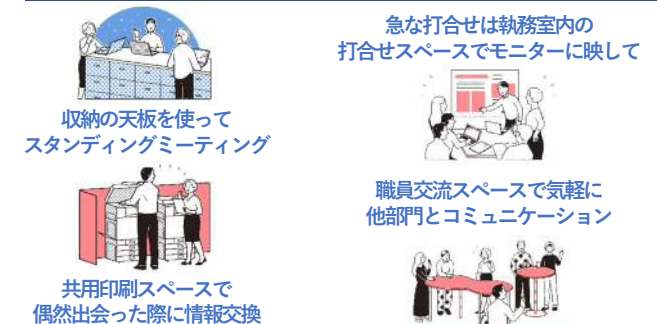 収納の天板を使って
スタンディングミーティング
共用印刷スペースで
偶然出会った際に情報交換
急な打合せは執務室内の
打合せスペースでモニターに映して
職員交流スペースで気軽に
他部門とコミュニケーション